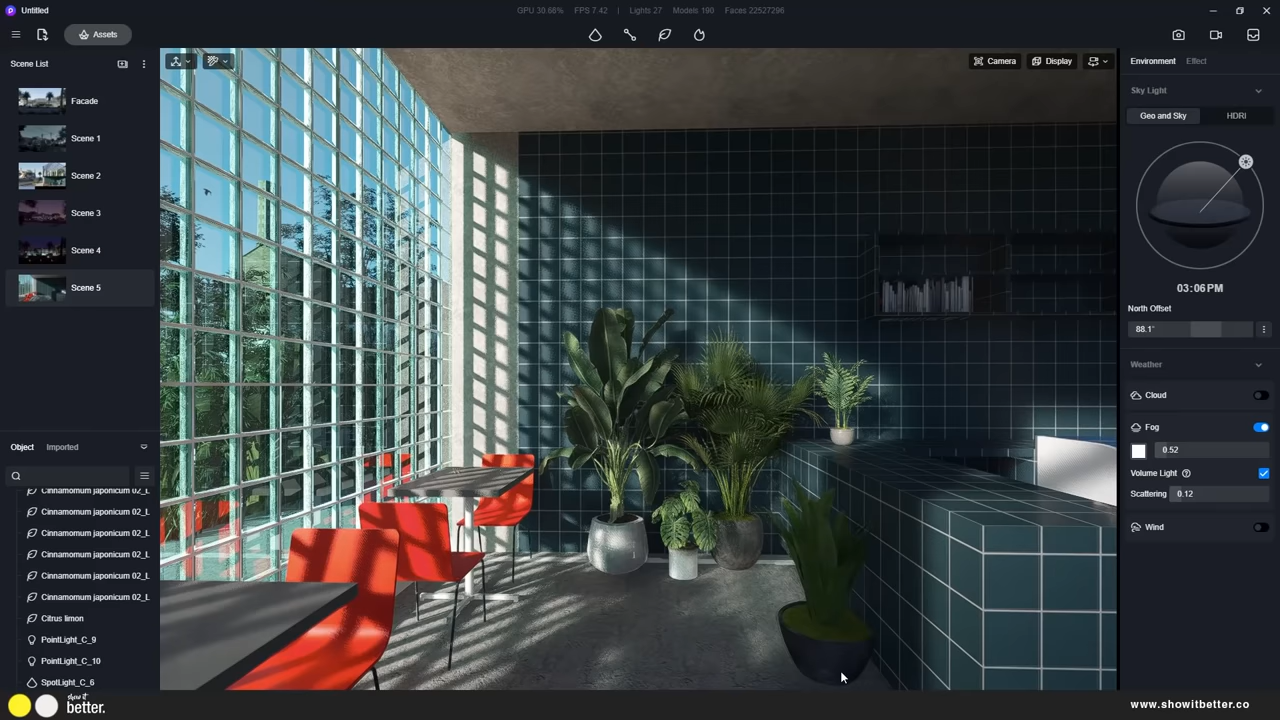 Untitled
GPU 30.66% FPS 7.42 | Lights 27 Models 190 Faces 22527296
Assets
Scene List
Camera
Display
Environment
Effect
Facade
Sky Light
Geo and Sky
HDRI
Scene 1
Scene 2
Scene 3
Scene 4
Scene 5
03:06PM
North Offset
88.1°
Weather
Cloud
Fog
0.52
Volume Light
Scattering 0.12
Wind
Object
Imported
Cinnamomum japonicum 02_L
Cinnamomum japonicum 02_L
Cinnamomum japonicum 02_L
Cinnamomum japonicum 02_L
Cinnamomum japonicum 02_L
Cinnamomum japonicum 02_L
Citrus limon
PointLight_C_9
PointLight_C_10
SpotLight_C_6
show it
better.
www.showitbetter.co